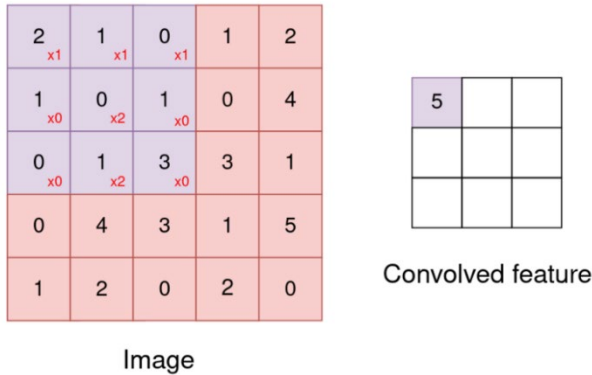 2 x1 1 x1 0 x1 1 2
1 x0 0 x2 1 x0 0 4
0 x0 1 x2 3 x0 3 1
0 4 3 1 5
1 2 0 2 0
Image
5
Convolved feature